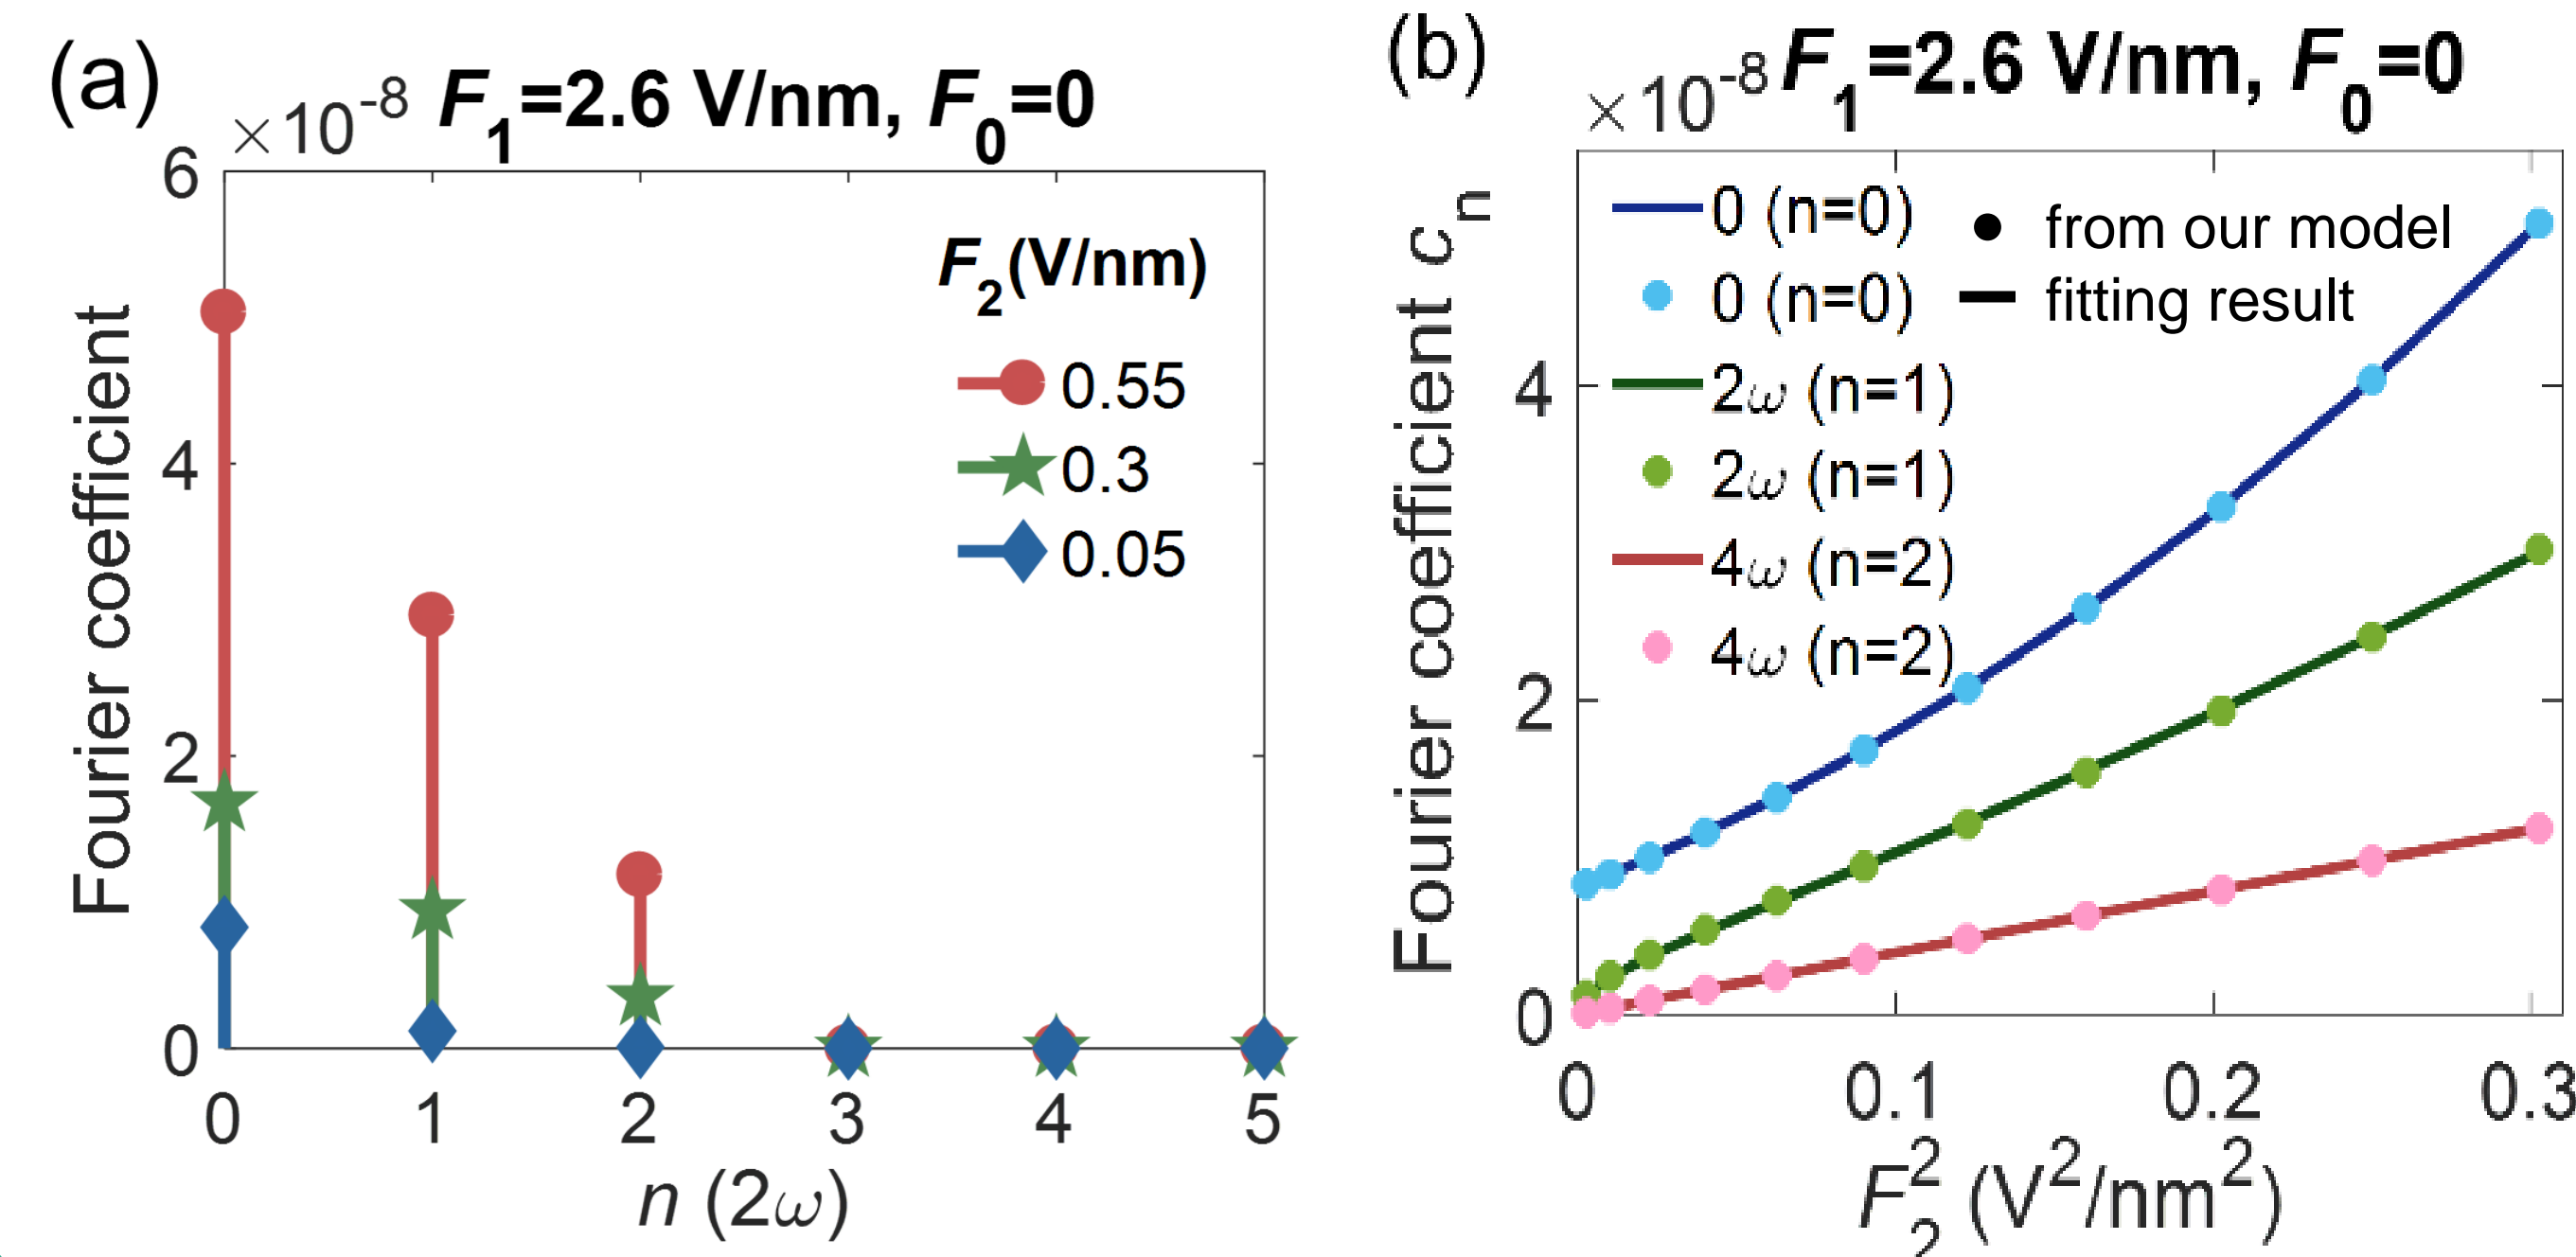 (a)
×10⁻⁸ F₁=2.6 V/nm, F₀=0
6
4
2
0
Fourier coefficient
F₂(V/nm)
0.55
0.3
0.05
0 1 2 3 4 5
n (2ω)
(b)
×10⁻⁸ F₁=2.6 V/nm, F₀=0
4
2
0
Fourier coefficient cₙ
0 (n=0)
0 (n=0)
2ω (n=1)
2ω (n=1)
4ω (n=2)
4ω (n=2)
from our model
fitting result
0 0.1 0.2 0.3
F₂² (V²/nm²)